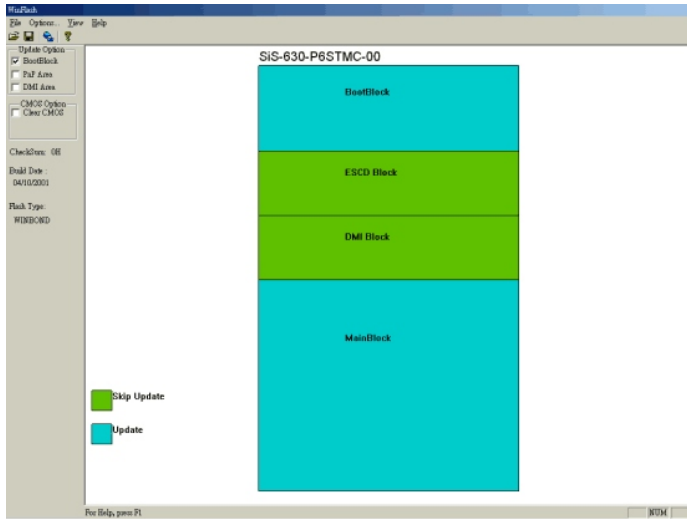 WinFlash
File Options... View Help
Update Option
BootBlock
PnP Area
DMI Area
CMOS Option
Clear CMOS
CheckSum: 0H
Build Date :
04/10/2001
Flash Type:
WINBOND
SiS-630-P6STMC-00
BootBlock
ESCD Block
DMI Block
MainBlock
Skip Update
Update
For Help, press F1
NUM